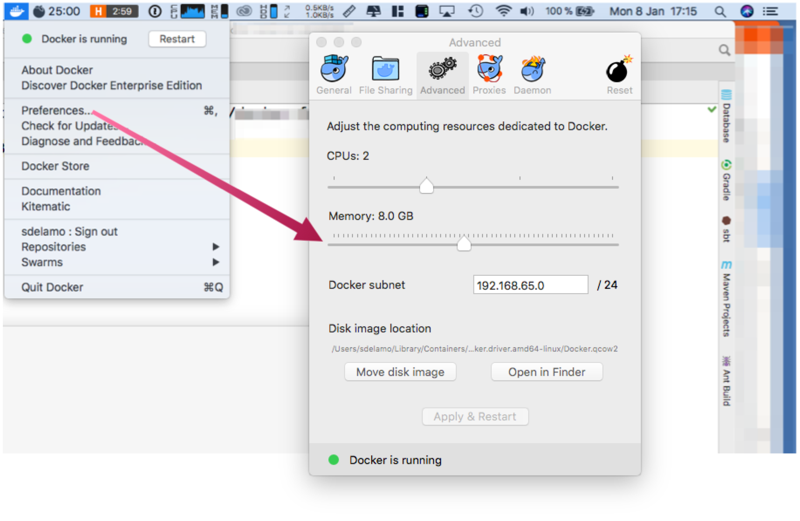 25:00
H 2:59
0.5KB/s
1.0KB/s
100 %
Mon 8 Jan 17:15
Docker is running
Restart
About Docker
Discover Docker Enterprise Edition
Preferences... ⌘,
Check for Updates
Diagnose and Feedback
Docker Store
Documentation
Kitematic
sdelamo : Sign out
Repositories
Swarms
Quit Docker ⌘Q
Advanced
General File Sharing Advanced Proxies Daemon Reset
Adjust the computing resources dedicated to Docker.
CPUs: 2
Memory: 8.0 GB
Docker subnet 192.168.65.0 / 24
Disk image location
/Users/sdelamo/Library/Containers/...ker.driver.amd64-linux/Docker.qcow2
Move disk image Open in Finder
Apply & Restart
Docker is running
Database
Gradle
sbt
m Maven Projects
Ant Build